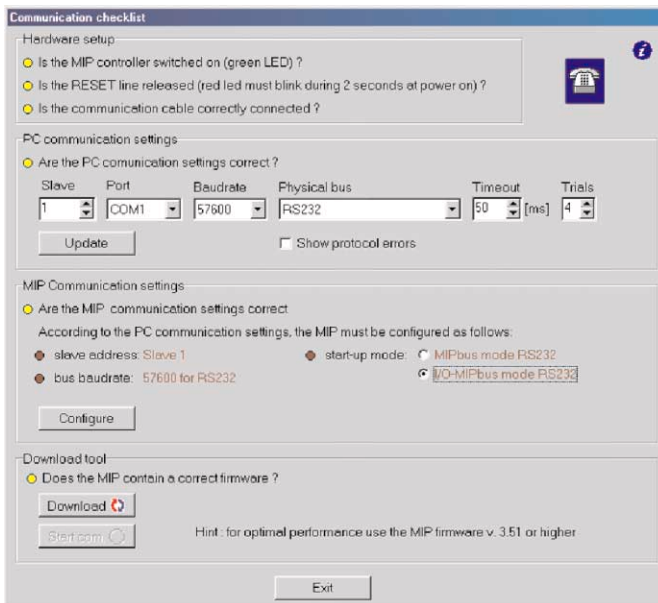 Communication checklist
Hardware setup
Is the MIP controller switched on (green LED) ?
Is the RESET line released (red led must blink during 2 seconds at power on) ?
Is the communication cable correctly connected ?
PC communication settings
Are the PC comunication settings correct ?
Slave Port Baudrate Physical bus Timeout Trials
1 COM1 57600 RS232 50 [ms] 4
Update Show protocol errors
MIP Communication settings
Are the MIP communication settings correct
According to the PC communication settings, the MIP must be configured as follows:
slave address: Slave 1 start-up mode: MIPbus mode RS232
bus baudrate: 57600 for RS232 I/O-MIPbus mode RS232
Configure
Download tool
Does the MIP contain a correct firmware ?
Download
Start com Hint : for optimal performance use the MIP firmware v. 3.51 or higher
Exit